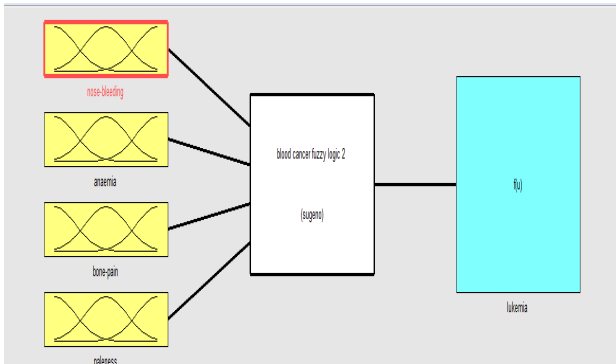 nose-bleeding
anaemia
bone-pain
paleness
blood cancer fuzzy logic 2
(sugeno)
f(u)
lukemia